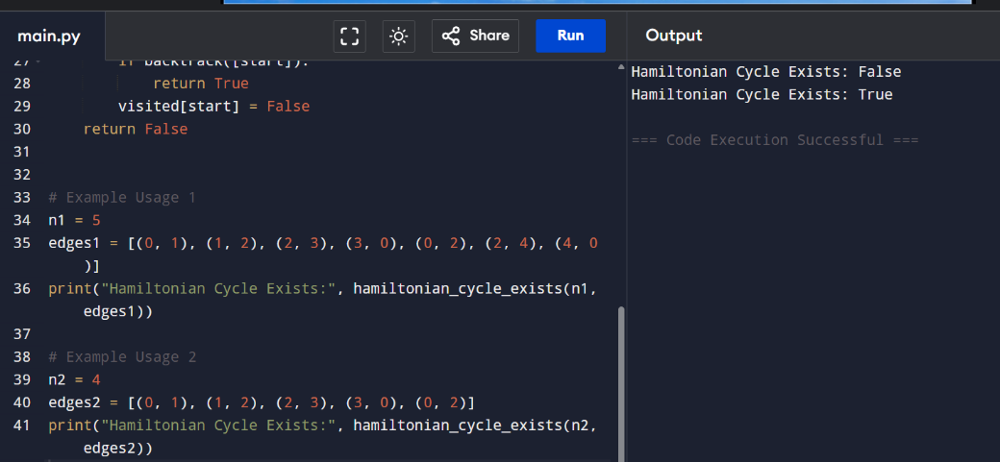 main.py
Share
Run
Output
27 if backtrack([start]):
28 return True
29 visited[start] = False
30 return False
31
32
33 # Example Usage 1
34 n1 = 5
35 edges1 = [(0, 1), (1, 2), (2, 3), (3, 0), (0, 2), (2, 4), (4, 0
)]
36 print("Hamiltonian Cycle Exists:", hamiltonian_cycle_exists(n1,
edges1))
37
38 # Example Usage 2
39 n2 = 4
40 edges2 = [(0, 1), (1, 2), (2, 3), (3, 0), (0, 2)]
41 print("Hamiltonian Cycle Exists:", hamiltonian_cycle_exists(n2,
edges2))
Hamiltonian Cycle Exists: False
Hamiltonian Cycle Exists: True
=== Code Execution Successful ===